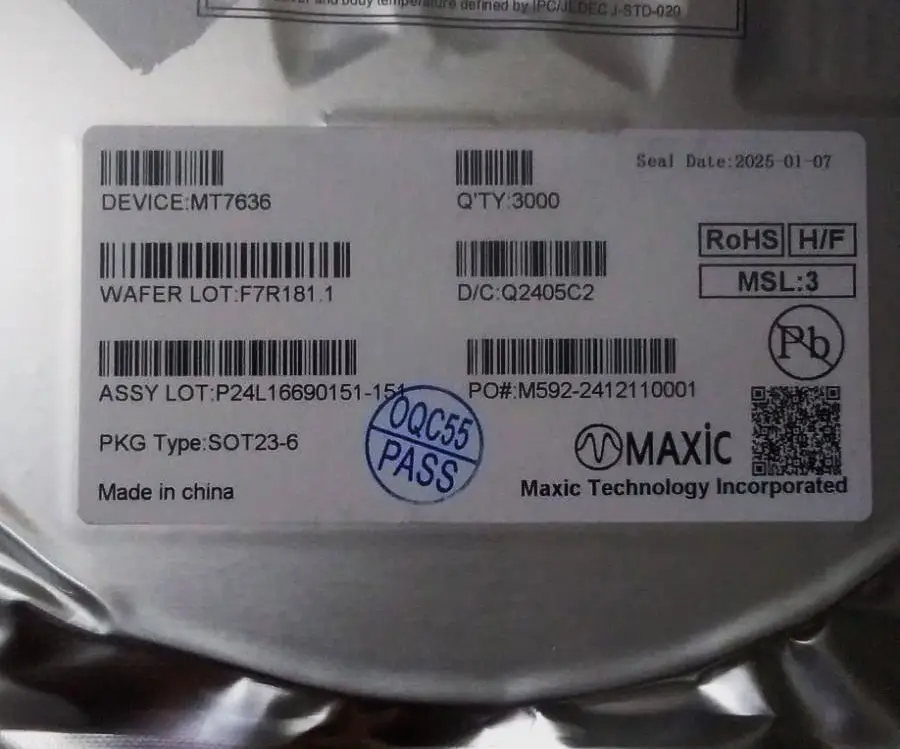 and body temperature defined by IPC/JEDEC J-STD-020
Seal Date:2025-01-07
DEVICE:MT7636
Q'TY:3000
RoHS H/F
WAFER LOT:F7R181.1
D/C:Q2405C2
MSL:3
Pb
ASSY LOT:P24L16690151-151
PO#:M592-2412110001
OQC55
PASS
PKG Type:SOT23-6
MAXiC
Made in china
Maxic Technology Incorporated